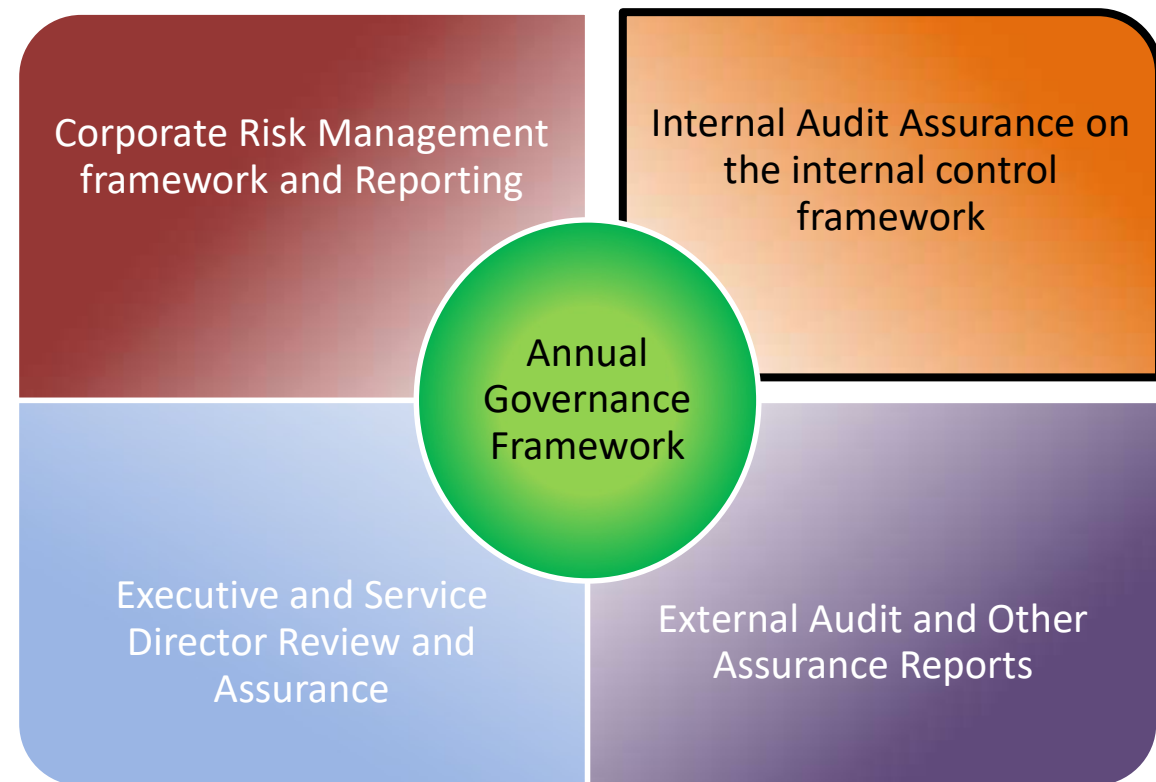 Corporate Risk Management
framework and Reporting
Internal Audit Assurance on
the internal control
framework
Annual
Governance
Framework
Executive and Service
Director Review and
Assurance
External Audit and Other
Assurance Reports